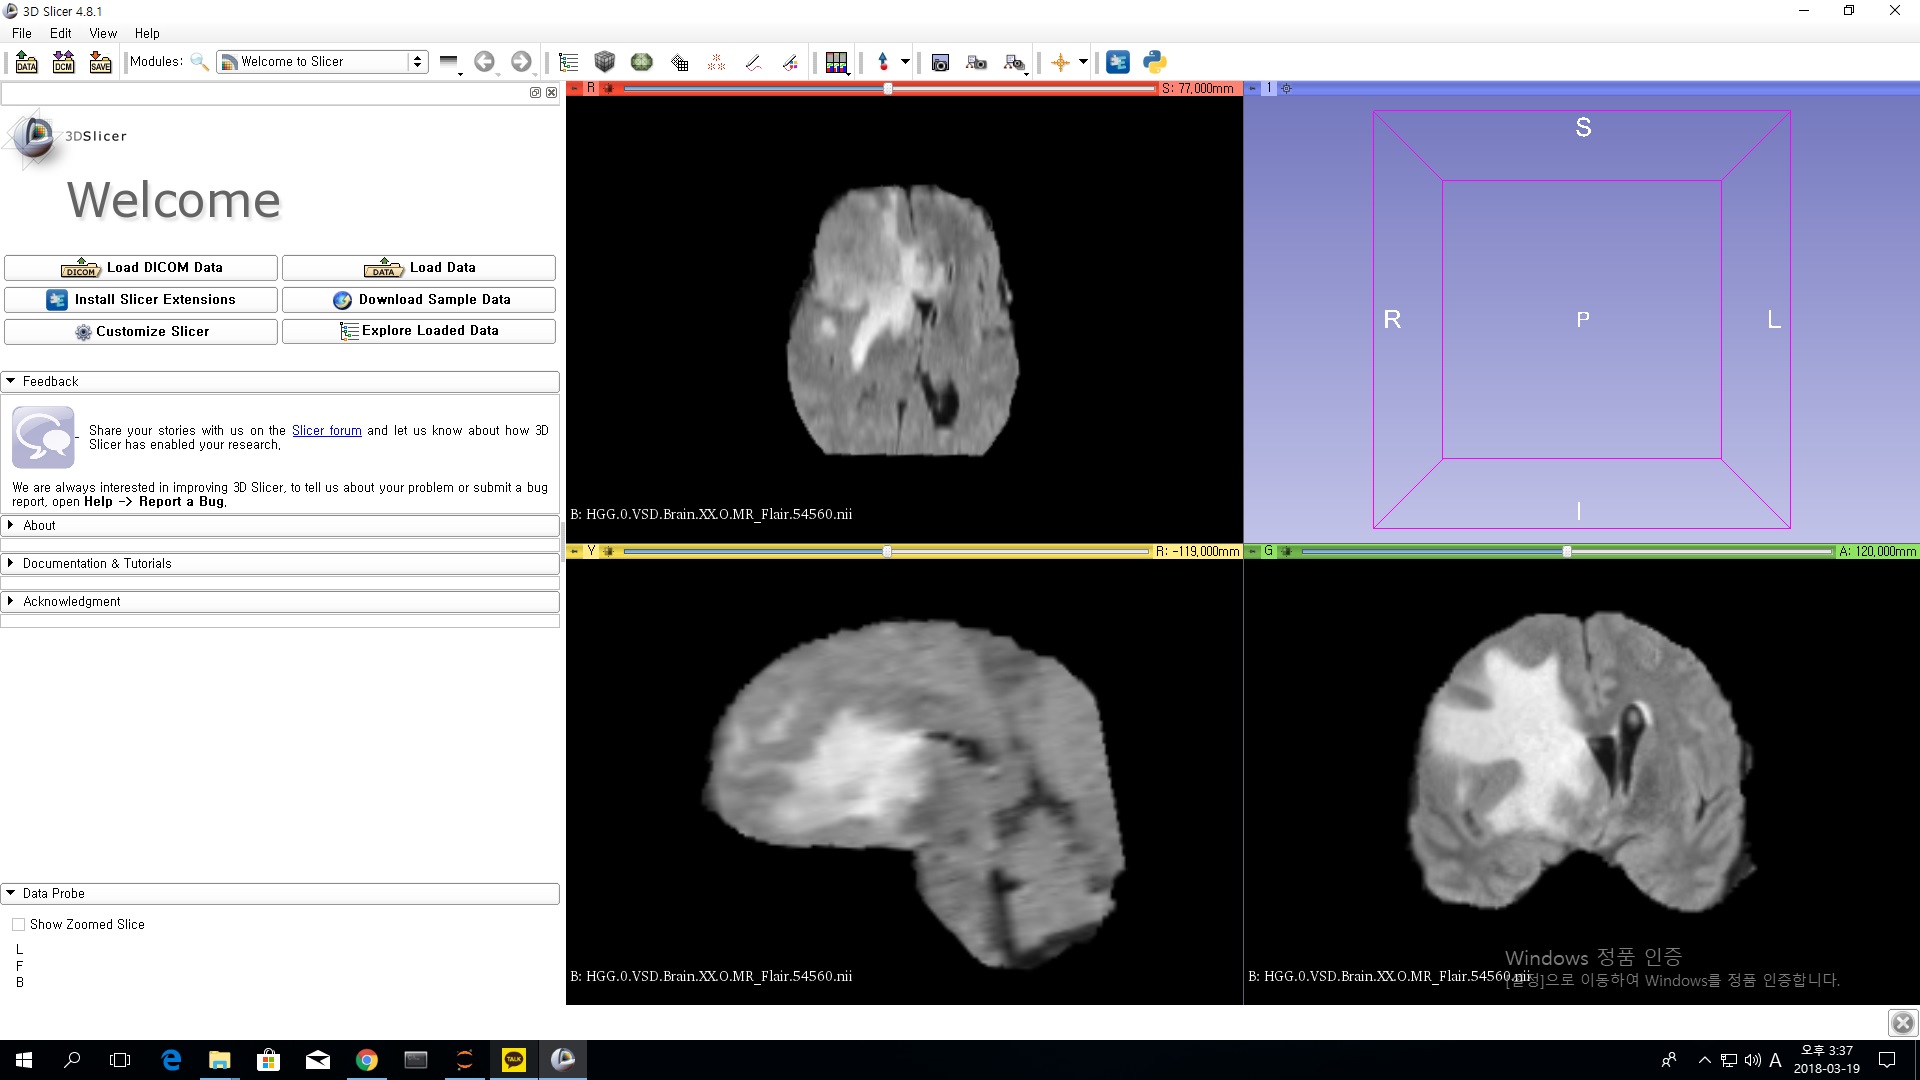 3D Slicer 4.8.1
File Edit View Help
DATA DCM SAVE Modules: Welcome to Slicer
R S: 77,000mm
1
3DSlicer
Welcome
DICOM Load DICOM Data
DATA Load Data
Install Slicer Extensions
Download Sample Data
Customize Slicer
Explore Loaded Data
Feedback
Share your stories with us on the Slicer forum and let us know about how 3D
Slicer has enabled your research,
We are always interested in improving 3D Slicer, to tell us about your problem or submit a bug
report, open Help -> Report a Bug,
About
Documentation & Tutorials
Acknowledgment
Data Probe
Show Zoomed Slice
L
F
B
B: HGG.0.VSD.Brain.XX.O.MR_Flair.54560.nii
S
R P L
I
Y R: -119,000mm
B: HGG.0.VSD.Brain.XX.O.MR_Flair.54560.nii
G A: 120,000mm
B: HGG.0.VSD.Brain.XX.O.MR_Flair.54560.nii
Windows 정품 인증
[설정]으로 이동하여 Windows를 정품 인증합니다.
TALK
A
오후 3:37
2018-03-19